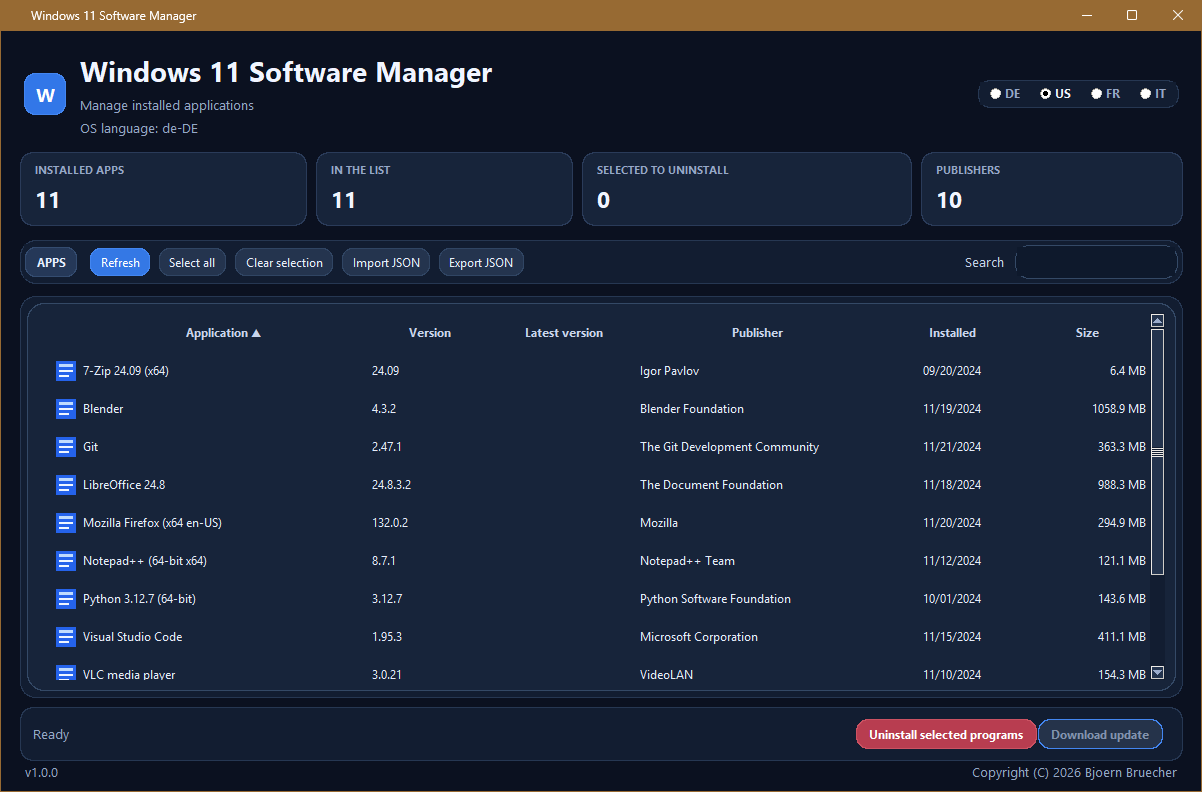 Windows 11 Software Manager
W
Windows 11 Software Manager
Manage installed applications
OS language: de-DE
DE US FR IT
INSTALLED APPS
11
IN THE LIST
11
SELECTED TO UNINSTALL
0
PUBLISHERS
10
APPS Refresh Select all Clear selection Import JSON Export JSON Search
Application ▲ Version Latest version Publisher Installed Size
7-Zip 24.09 (x64) 24.09 Igor Pavlov 09/20/2024 6.4 MB
Blender 4.3.2 Blender Foundation 11/19/2024 1058.9 MB
Git 2.47.1 The Git Development Community 11/21/2024 363.3 MB
LibreOffice 24.8 24.8.3.2 The Document Foundation 11/18/2024 988.3 MB
Mozilla Firefox (x64 en-US) 132.0.2 Mozilla 11/20/2024 294.9 MB
Notepad++ (64-bit x64) 8.7.1 Notepad++ Team 11/12/2024 121.1 MB
Python 3.12.7 (64-bit) 3.12.7 Python Software Foundation 10/01/2024 143.6 MB
Visual Studio Code 1.95.3 Microsoft Corporation 11/15/2024 411.1 MB
VLC media player 3.0.21 VideoLAN 11/10/2024 154.3 MB
Ready Uninstall selected programs Download update
v1.0.0 Copyright (C) 2026 Bjoern Bruecher